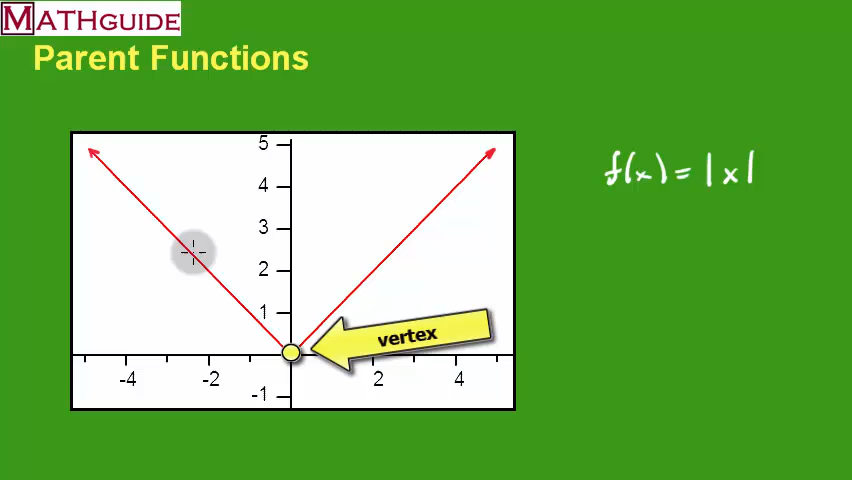 MATHGUIDE
Parent Functions
5
4
3
2
1
-1
-4
-2
2
4
vertex
f(x) = |x|